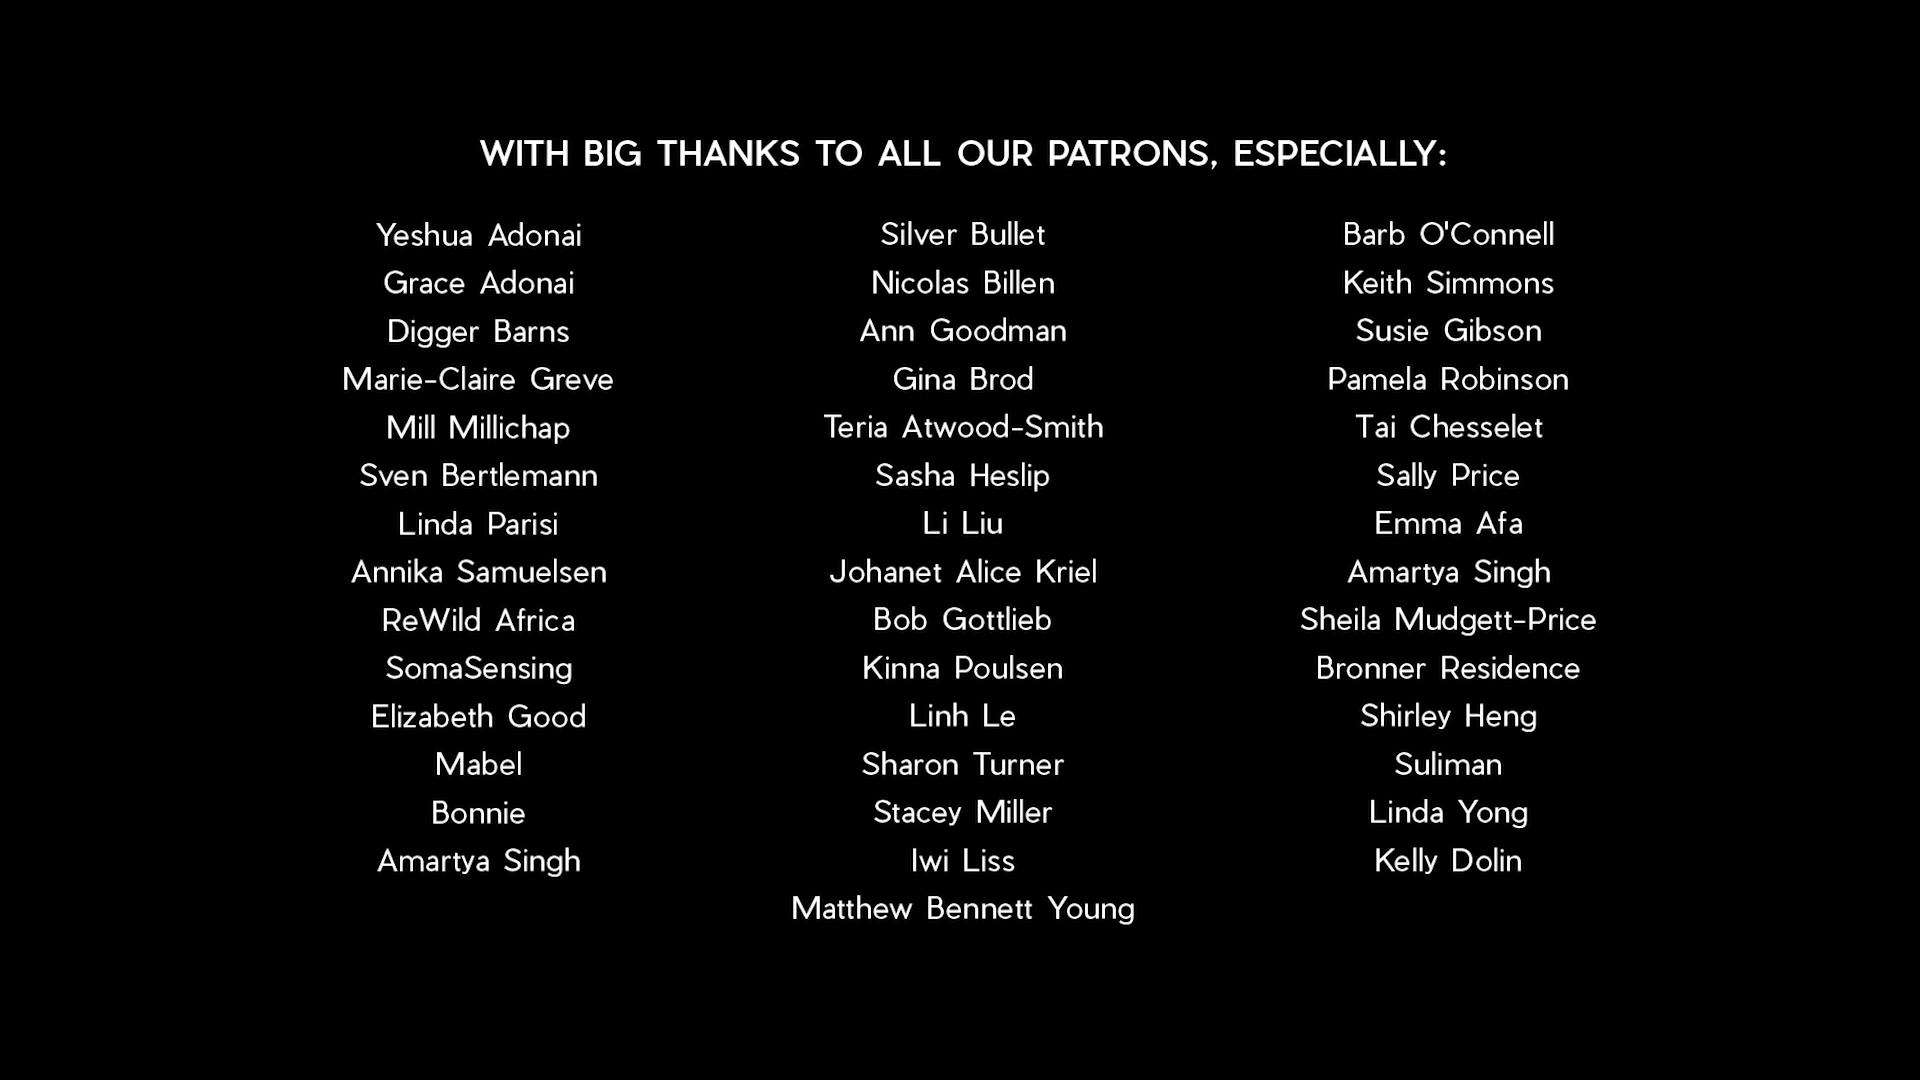 WITH BIG THANKS TO ALL OUR PATRONS, ESPECIALLY:
Yeshua Adonai
Grace Adonai
Digger Barns
Marie-Claire Greve
Mill Millichap
Sven Bertlemann
Linda Parisi
Annika Samuelsen
ReWild Africa
SomaSensing
Elizabeth Good
Mabel
Bonnie
Amartya Singh
Silver Bullet
Nicolas Billen
Ann Goodman
Gina Brod
Teria Atwood-Smith
Sasha Heslip
Li Liu
Johanet Alice Kriel
Bob Gottlieb
Kinna Poulsen
Linh Le
Sharon Turner
Stacey Miller
Iwi Liss
Matthew Bennett Young
Barb O'Connell
Keith Simmons
Susie Gibson
Pamela Robinson
Tai Chesselet
Sally Price
Emma Afa
Amartya Singh
Sheila Mudgett-Price
Bronner Residence
Shirley Heng
Suliman
Linda Yong
Kelly Dolin